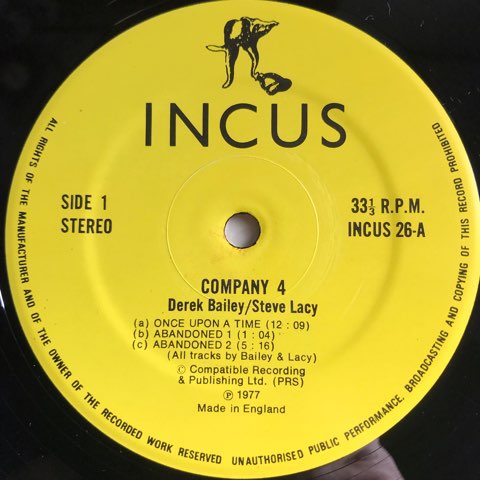 INCUS
SIDE 1
STEREO
33⅓ R.P.M.
INCUS 26-A
COMPANY 4
Derek Bailey/Steve Lacy
(a) ONCE UPON A TIME (12 : 09)
(b) ABANDONED 1 (1 : 04)
(c) ABANDONED 2 (5 : 16)
(All tracks by Bailey & Lacy)
© Compatible Recording
& Publishing Ltd. (PRS)
℗ 1977
Made in England
ALL RIGHTS OF THE MANUFACTURER AND OF THE OWNER OF THE RECORDED WORK RESERVED UNAUTHORISED PUBLIC PERFORMANCE, BROADCASTING AND COPYING OF THIS RECORD PROHIBITED